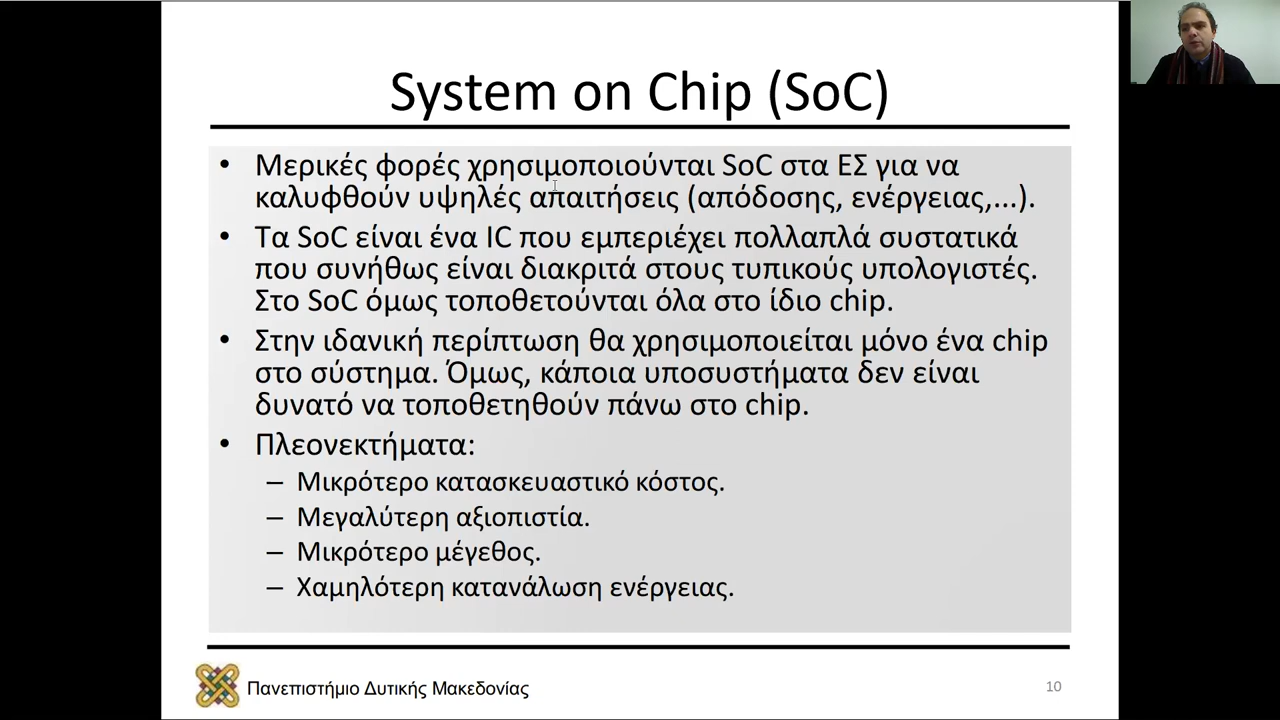 System on Chip (SoC)
• Μερικές φορές χρησιμοποιούνται SoC στα ΕΣ για να
καλυφθούν υψηλές απαιτήσεις (απόδοσης, ενέργειας,...).
• Τα SoC είναι ένα IC που εμπεριέχει πολλαπλά συστατικά
που συνήθως είναι διακριτά στους τυπικούς υπολογιστές.
Στο SoC όμως τοποθετούνται όλα στο ίδιο chip.
• Στην ιδανική περίπτωση θα χρησιμοποιείται μόνο ένα chip
στο σύστημα. Όμως, κάποια υποσυστήματα δεν είναι
δυνατό να τοποθετηθούν πάνω στο chip.
• Πλεονεκτήματα:
– Μικρότερο κατασκευαστικό κόστος.
– Μεγαλύτερη αξιοπιστία.
– Μικρότερο μέγεθος.
– Χαμηλότερη κατανάλωση ενέργειας.
Πανεπιστήμιο Δυτικής Μακεδονίας
10